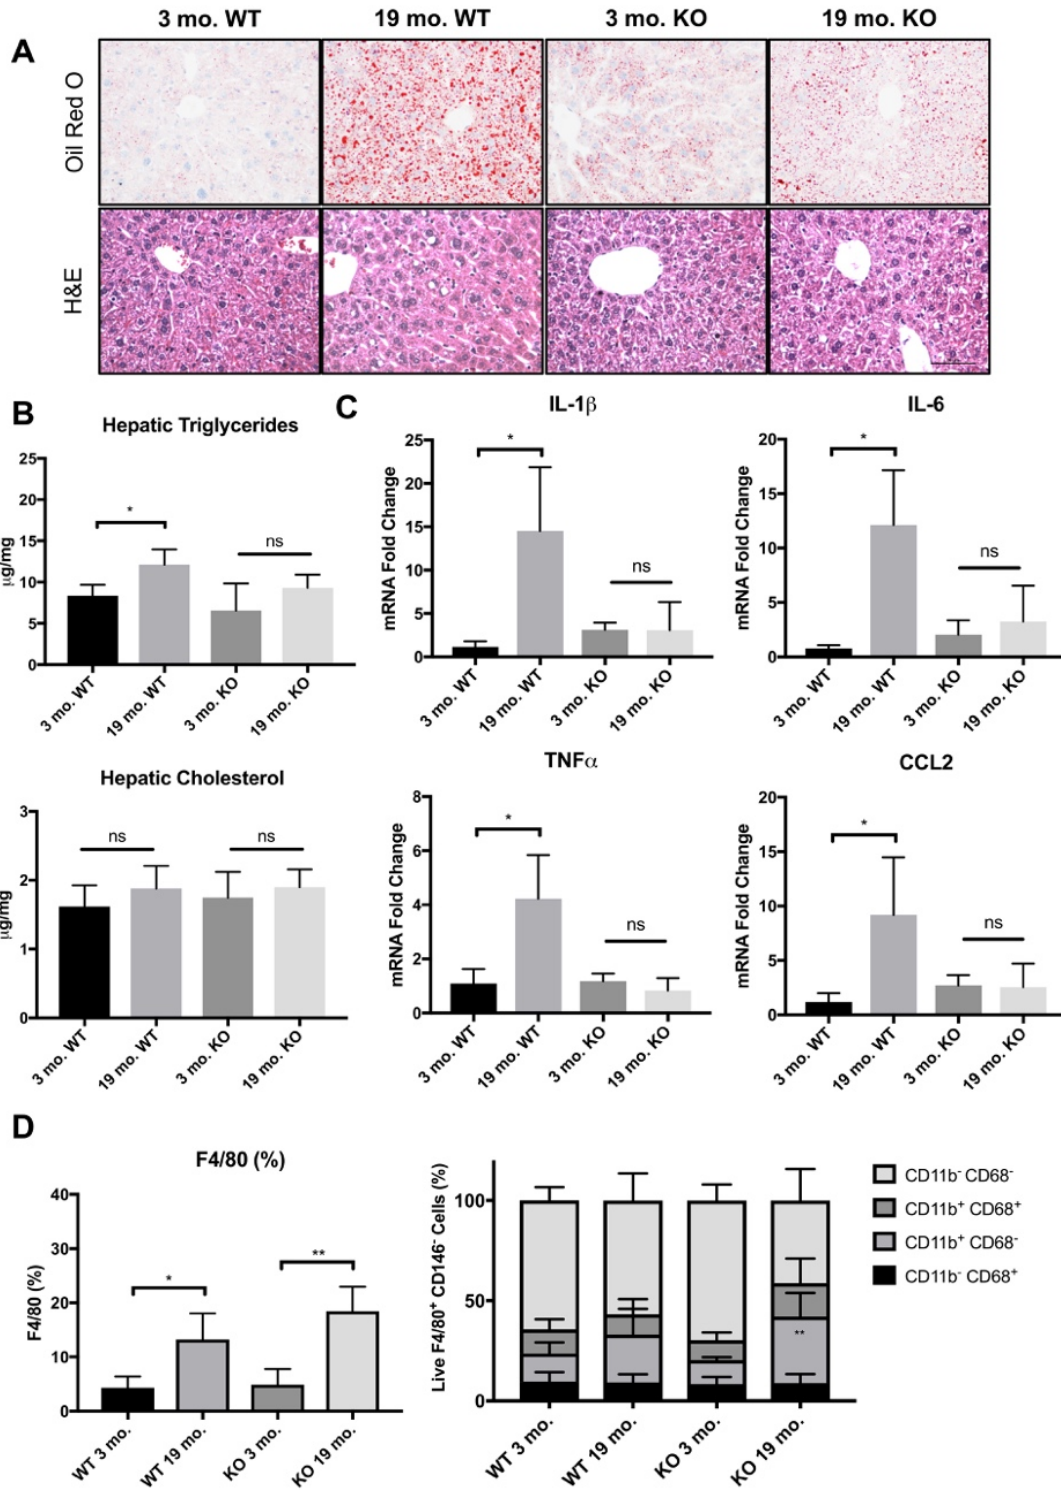 3 mo. WT 19 mo. WT 3 mo. KO 19 mo. KO
A
Oil Red O
H&E
B
Hepatic Triglycerides
25
20
15
10
5
0
μg/mg
*
ns
3 mo. WT
19 mo. WT
3 mo. KO
19 mo. KO
Hepatic Cholesterol
3
2
1
0
μg/mg
ns
ns
3 mo. WT
19 mo. WT
3 mo. KO
19 mo. KO
C
IL-1β
25
20
15
10
5
0
mRNA Fold Change
*
ns
3 mo. WT
19 mo. WT
3 mo. KO
19 mo. KO
IL-6
20
15
10
5
0
mRNA Fold Change
*
ns
3 mo. WT
19 mo. WT
3 mo. KO
19 mo. KO
TNFα
8
6
4
2
0
mRNA Fold Change
*
ns
3 mo. WT
19 mo. WT
3 mo. KO
19 mo. KO
CCL2
20
15
10
5
0
mRNA Fold Change
*
ns
3 mo. WT
19 mo. WT
3 mo. KO
19 mo. KO
D
F4/80 (%)
40
30
20
10
0
F4/80 (%)
*
**
WT 3 mo.
WT 19 mo.
KO 3 mo.
KO 19 mo.
Live F4/80⁺ CD146⁻ Cells (%)
100
50
0
**
WT 3 mo.
WT 19 mo.
KO 3 mo.
KO 19 mo.
CD11b⁻ CD68⁻
CD11b⁺ CD68⁺
CD11b⁺ CD68⁻
CD11b⁻ CD68⁺